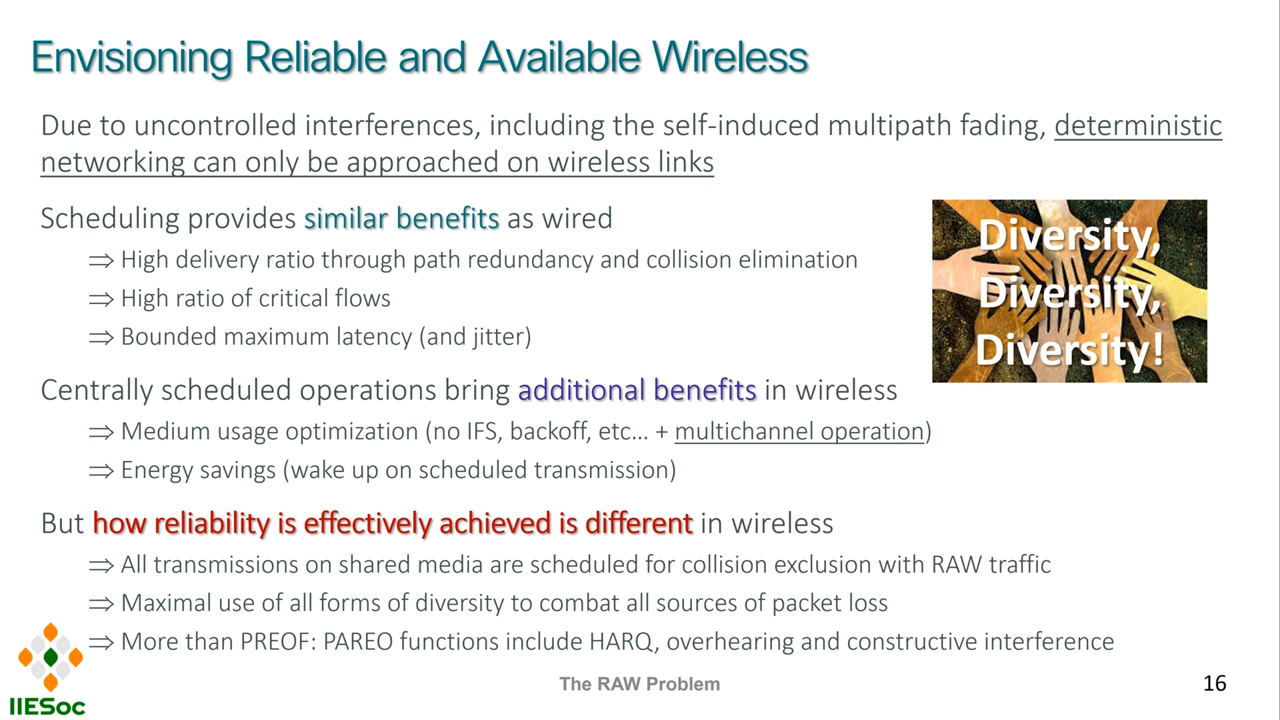 Envisioning Reliable and Available Wireless
Due to uncontrolled interferences, including the self-induced multipath fading, deterministic
networking can only be approached on wireless links
Scheduling provides similar benefits as wired
⇒ High delivery ratio through path redundancy and collision elimination
⇒ High ratio of critical flows
⇒ Bounded maximum latency (and jitter)
Diversity,
Diversity,
Diversity!
Centrally scheduled operations bring additional benefits in wireless
⇒ Medium usage optimization (no IFS, backoff, etc… + multichannel operation)
⇒ Energy savings (wake up on scheduled transmission)
But how reliability is effectively achieved is different in wireless
⇒ All transmissions on shared media are scheduled for collision exclusion with RAW traffic
⇒ Maximal use of all forms of diversity to combat all sources of packet loss
⇒ More than PREOF: PAREO functions include HARQ, overhearing and constructive interference
IIESoc
The RAW Problem
16